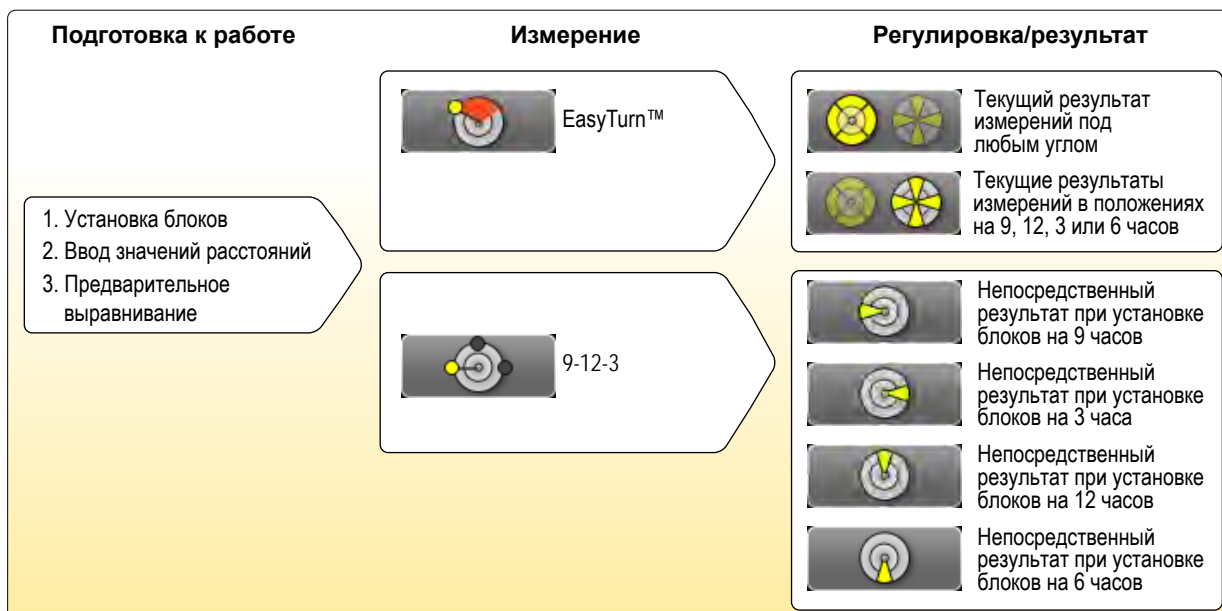 Подготовка к работе
Измерение
Регулировка/результат
1. Установка блоков
2. Ввод значений расстояний
3. Предварительное
выравнивание
EasyTurn™
9-12-3
Текущий результат
измерений под
любым углом
Текущие результаты
измерений в положениях
на 9, 12, 3 или 6 часов
Непосредственный
результат при установке
блоков на 9 часов
Непосредственный
результат при установке
блоков на 3 часа
Непосредственный
результат при установке
блоков на 12 часов
Непосредственный
результат при установке
блоков на 6 часов